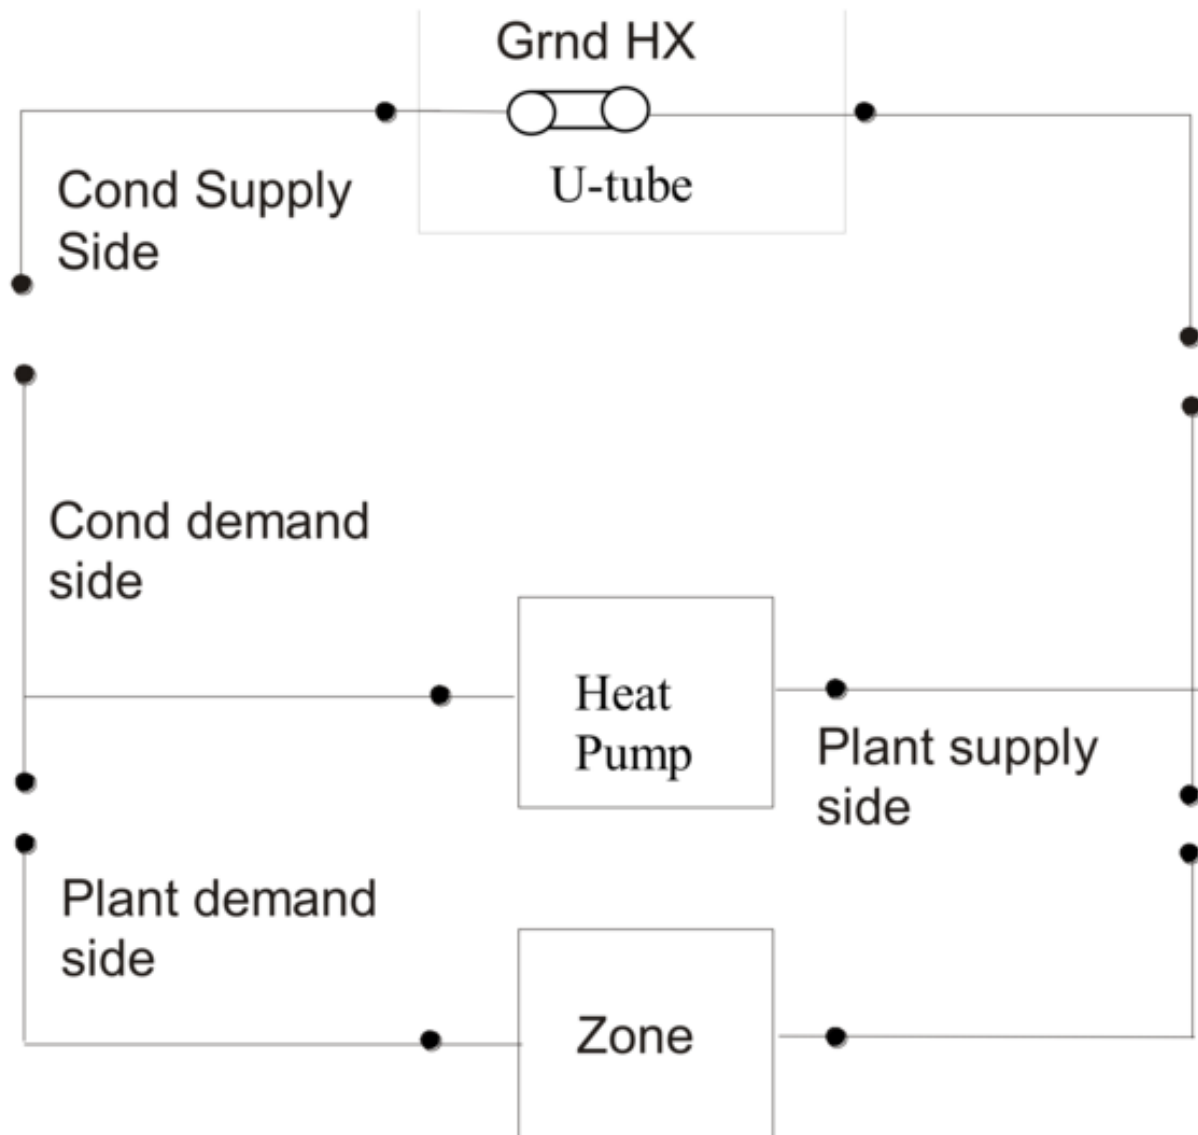 Grnd HX
U-tube
Cond Supply
Side
Cond demand
side
Heat
Pump
Plant supply
side
Plant demand
side
Zone